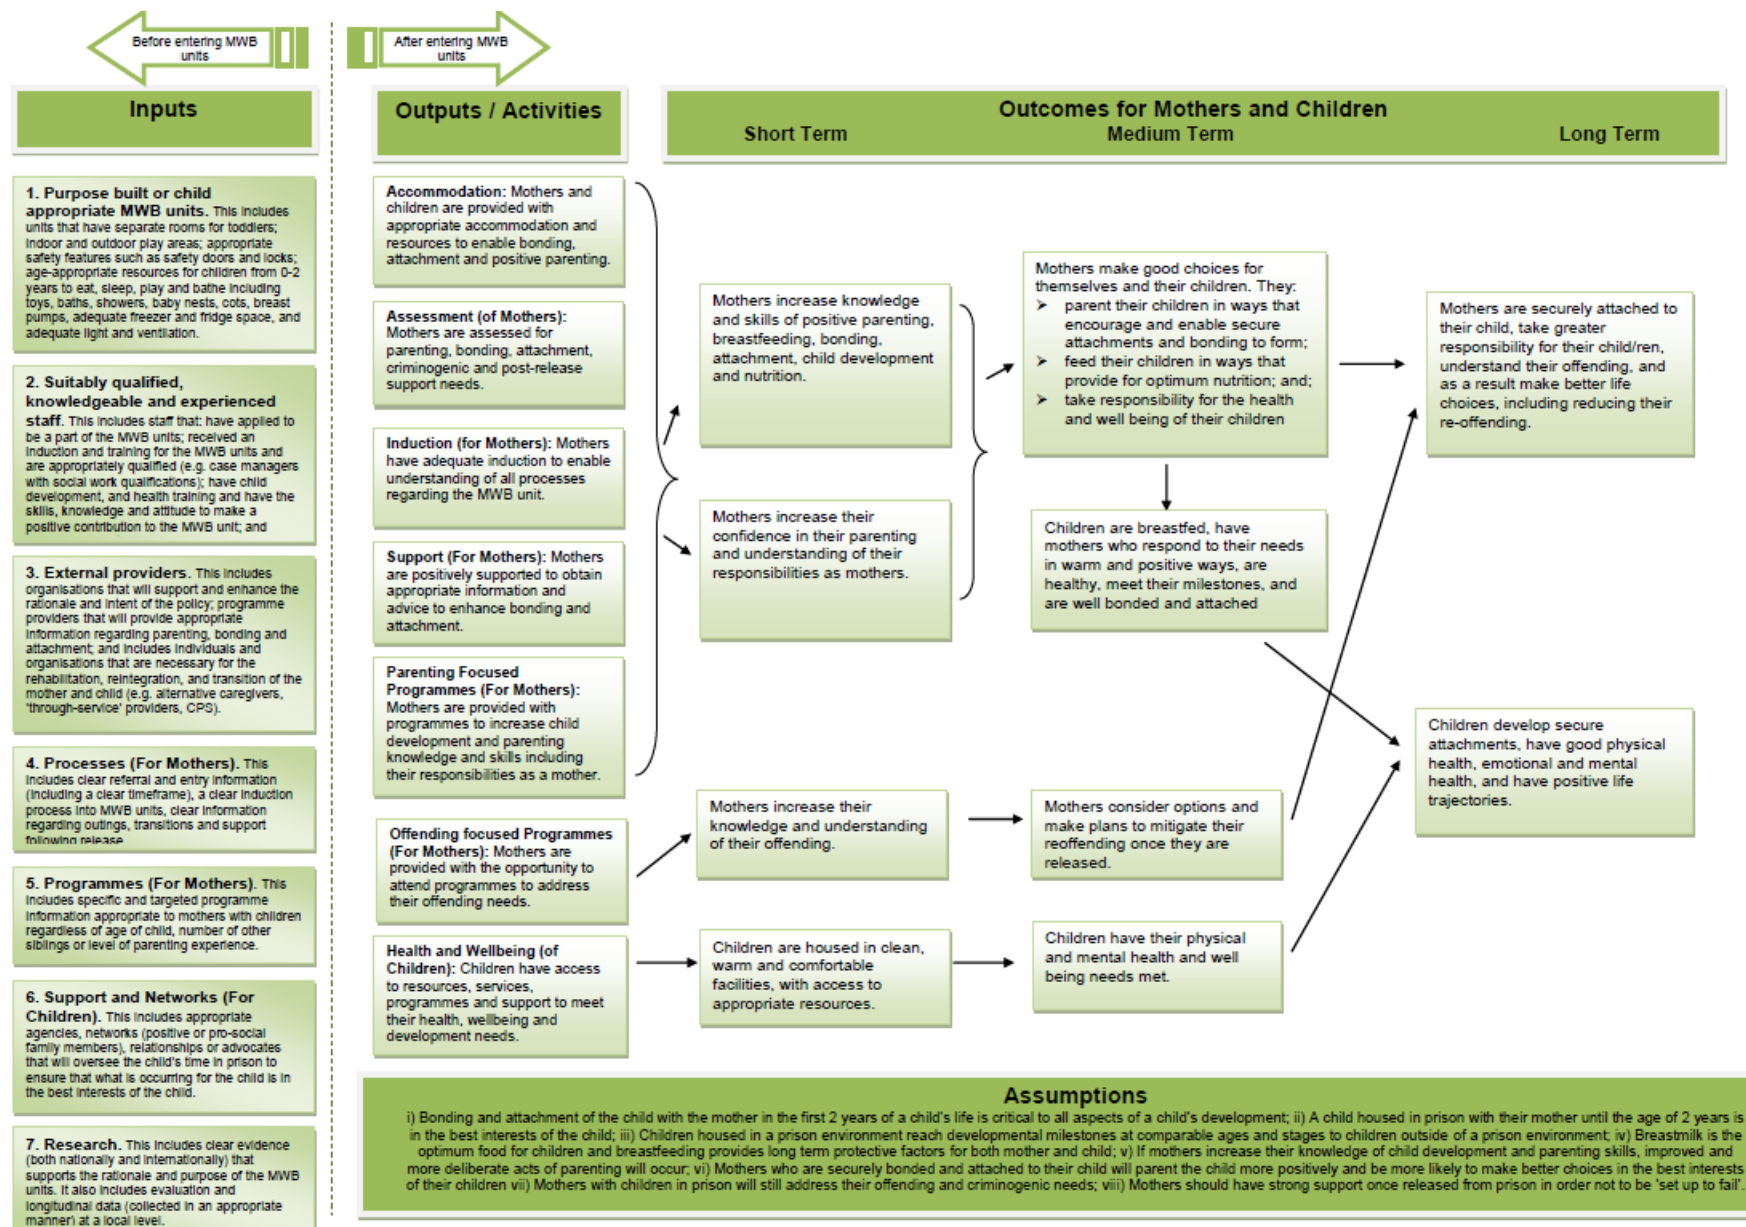 Before entering MWB
units
After entering MWB
units
Inputs
Outputs / Activities
Outcomes for Mothers and Children
Short Term
Medium Term
Long Term
1. Purpose built or child
appropriate MWB units. This includes
units that have separate rooms for toddlers;
indoor and outdoor play areas; appropriate
safety features such as safety doors and locks;
age-appropriate resources for children from 0-2
years to eat, sleep, play and bathe including
toys, baths, showers, baby nests, cots, breast
pumps, adequate freezer and fridge space, and
adequate light and ventilation.
2. Suitably qualified,
knowledgeable and experienced
staff. This includes staff that: have applied to
be a part of the MWB units; received an
induction and training for the MWB units and
are appropriately qualified (e.g. case managers
with social work qualifications); have child
development, and health training and have the
skills, knowledge and attitude to make a
positive contribution to the MWB unit; and
3. External providers. This includes
organisations that will support and enhance the
rationale and intent of the policy; programme
providers that will provide appropriate
information regarding parenting, bonding and
attachment; and includes individuals and
organisations that are necessary for the
rehabilitation, reintegration, and transition of the
mother and child (e.g. alternative caregivers,
'through-service' providers, CPS).
4. Processes (For Mothers). This
includes clear referral and entry information
(including a clear timeframe), a clear induction
process into MWB units, clear information
regarding outings, transitions and support
following release
5. Programmes (For Mothers). This
includes specific and targeted programme
information appropriate to mothers with children
regardless of age of child, number of other
siblings or level of parenting experience.
6. Support and Networks (For
Children). This includes appropriate
agencies, networks (positive or pro-social
family members), relationships or advocates
that will oversee the child's time in prison to
ensure that what is occurring for the child is in
the best interests of the child.
7. Research. This includes clear evidence
(both nationally and internationally) that
supports the rationale and purpose of the MWB
units. It also includes evaluation and
longitudinal data (collected in an appropriate
manner) at a local level.
Accommodation: Mothers and
children are provided with
appropriate accommodation and
resources to enable bonding,
attachment and positive parenting.
Assessment (of Mothers):
Mothers are assessed for
parenting, bonding, attachment,
criminogenic and post-release
support needs.
Induction (for Mothers): Mothers
have adequate induction to enable
understanding of all processes
regarding the MWB unit.
Support (For Mothers): Mothers
are positively supported to obtain
appropriate information and
advice to enhance bonding and
attachment.
Parenting Focused
Programmes (For Mothers):
Mothers are provided with
programmes to increase child
development and parenting
knowledge and skills including
their responsibilities as a mother.
Offending focused Programmes
(For Mothers): Mothers are
provided with the opportunity to
attend programmes to address
their offending needs.
Health and Wellbeing (of
Children): Children have access
to resources, services,
programmes and support to meet
their health, wellbeing and
development needs.
Mothers increase knowledge
and skills of positive parenting,
breastfeeding, bonding,
attachment, child development
and nutrition.
Mothers increase their
confidence in their parenting
and understanding of their
responsibilities as mothers.
Mothers increase their
knowledge and understanding
of their offending.
Children are housed in clean,
warm and comfortable
facilities, with access to
appropriate resources.
Mothers make good choices for
themselves and their children. They:
➢ parent their children in ways that
encourage and enable secure
attachments and bonding to form;
➢ feed their children in ways that
provide for optimum nutrition; and;
➢ take responsibility for the health
and well being of their children
Children are breastfed, have
mothers who respond to their needs
in warm and positive ways, are
healthy, meet their milestones, and
are well bonded and attached
Mothers consider options and
make plans to mitigate their
reoffending once they are
released.
Children have their physical
and mental health and well
being needs met.
Mothers are securely attached to
their child, take greater
responsibility for their child/ren,
understand their offending, and
as a result make better life
choices, including reducing their
re-offending.
Children develop secure
attachments, have good physical
health, emotional and mental
health, and have positive life
trajectories.
Assumptions
i) Bonding and attachment of the child with the mother in the first 2 years of a child's life is critical to all aspects of a child's development; ii) A child housed in prison with their mother until the age of 2 years is
in the best interests of the child; iii) Children housed in a prison environment reach developmental milestones at comparable ages and stages to children outside of a prison environment; iv) Breastmilk is the
optimum food for children and breastfeeding provides long term protective factors for both mother and child; v) If mothers increase their knowledge of child development and parenting skills, improved and
more deliberate acts of parenting will occur; vi) Mothers who are securely bonded and attached to their child will parent the child more positively and be more likely to make better choices in the best interests
of their children vii) Mothers with children in prison will still address their offending and criminogenic needs; viii) Mothers should have strong support once released from prison in order not to be 'set up to fail'.